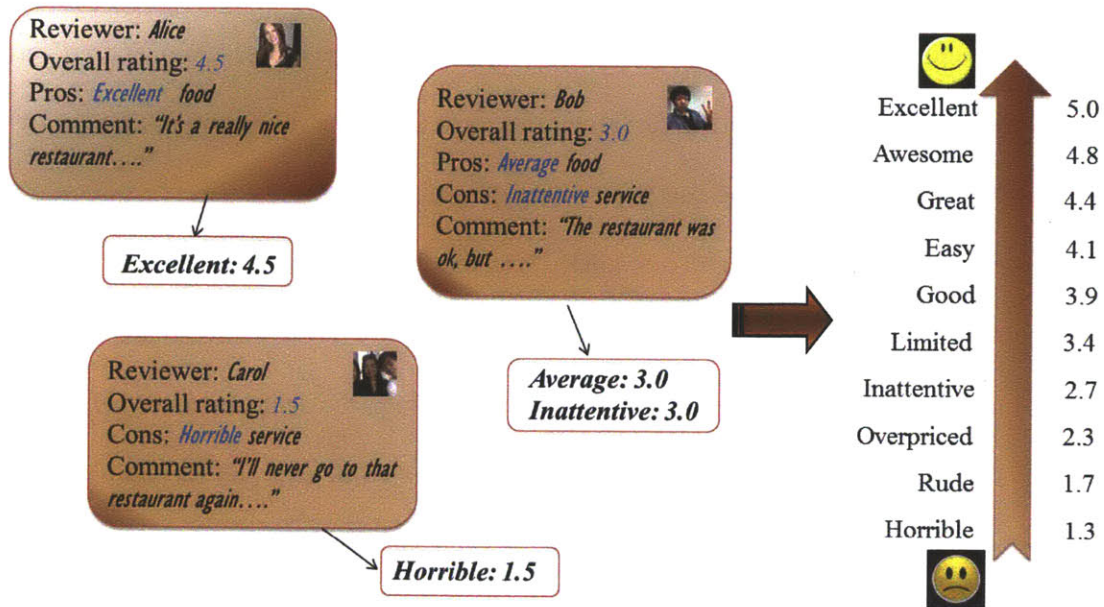 Reviewer: Alice
Overall rating: 4.5
Pros: Excellent food
Comment: "It's a really nice
restaurant…."
Excellent: 4.5
Reviewer: Bob
Overall rating: 3.0
Pros: Average food
Cons: Inattentive service
Comment: "The restaurant was
ok, but …."
Average: 3.0
Inattentive: 3.0
Reviewer: Carol
Overall rating: 1.5
Cons: Horrible service
Comment: "I'll never go to that
restaurant again…."
Horrible: 1.5
Excellent 5.0
Awesome 4.8
Great 4.4
Easy 4.1
Good 3.9
Limited 3.4
Inattentive 2.7
Overpriced 2.3
Rude 1.7
Horrible 1.3